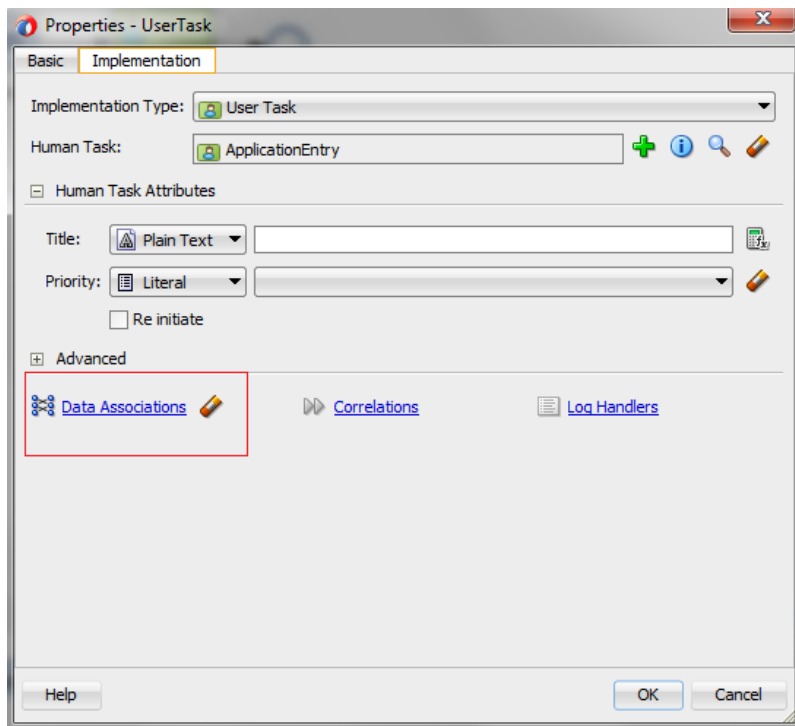 Properties - UserTask
Basic Implementation
Implementation Type: User Task
Human Task: ApplicationEntry
Human Task Attributes
Title: Plain Text
Priority: Literal
Re initiate
Advanced
Data Associations Correlations Log Handlers
Help OK Cancel